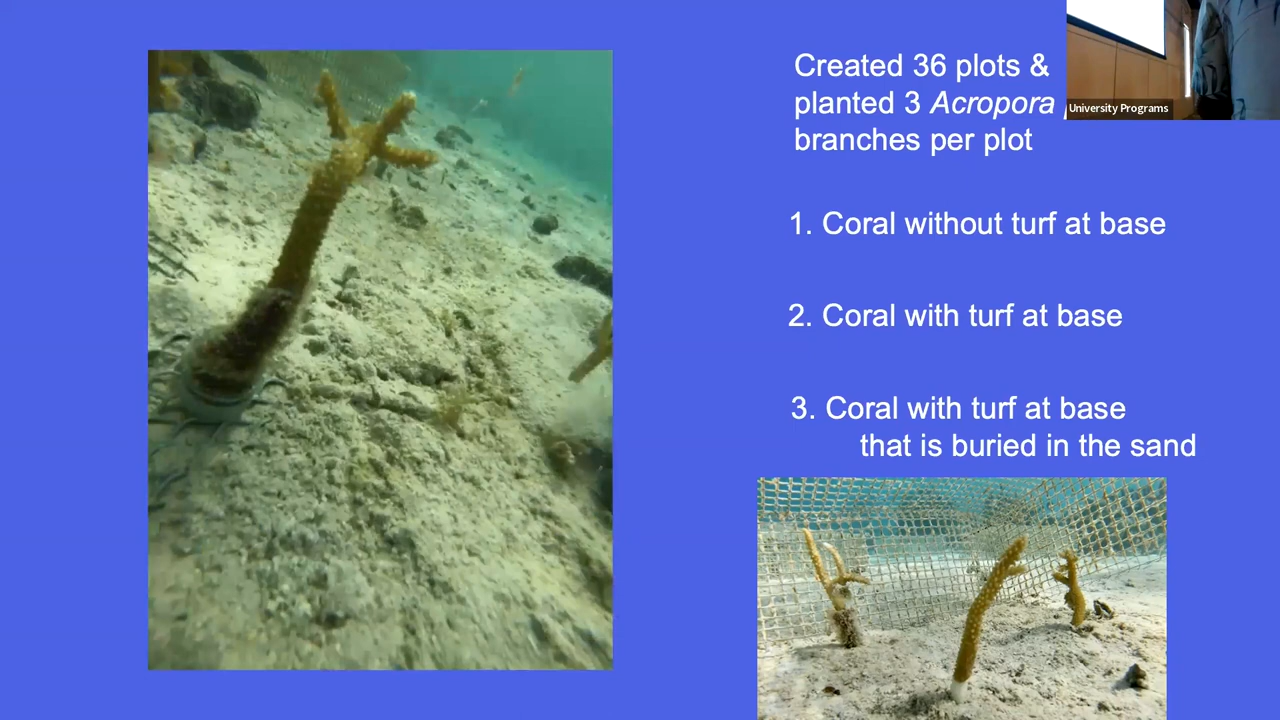 Created 36 plots &
planted 3 Acropora
branches per plot
University Programs
1. Coral without turf at base
2. Coral with turf at base
3. Coral with turf at base
that is buried in the sand